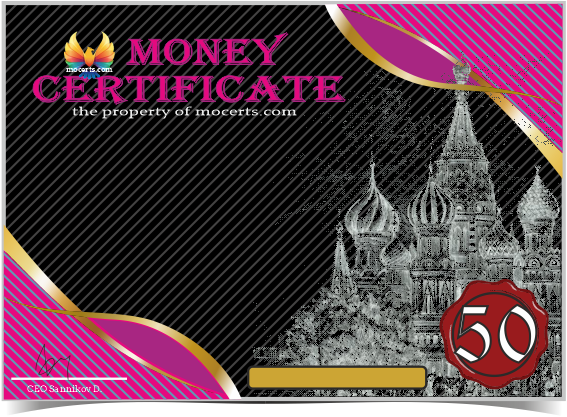 MONEY
mocerts.com
CERTIFICATE
the property of mocerts.com
50
CEO Sannikov D.